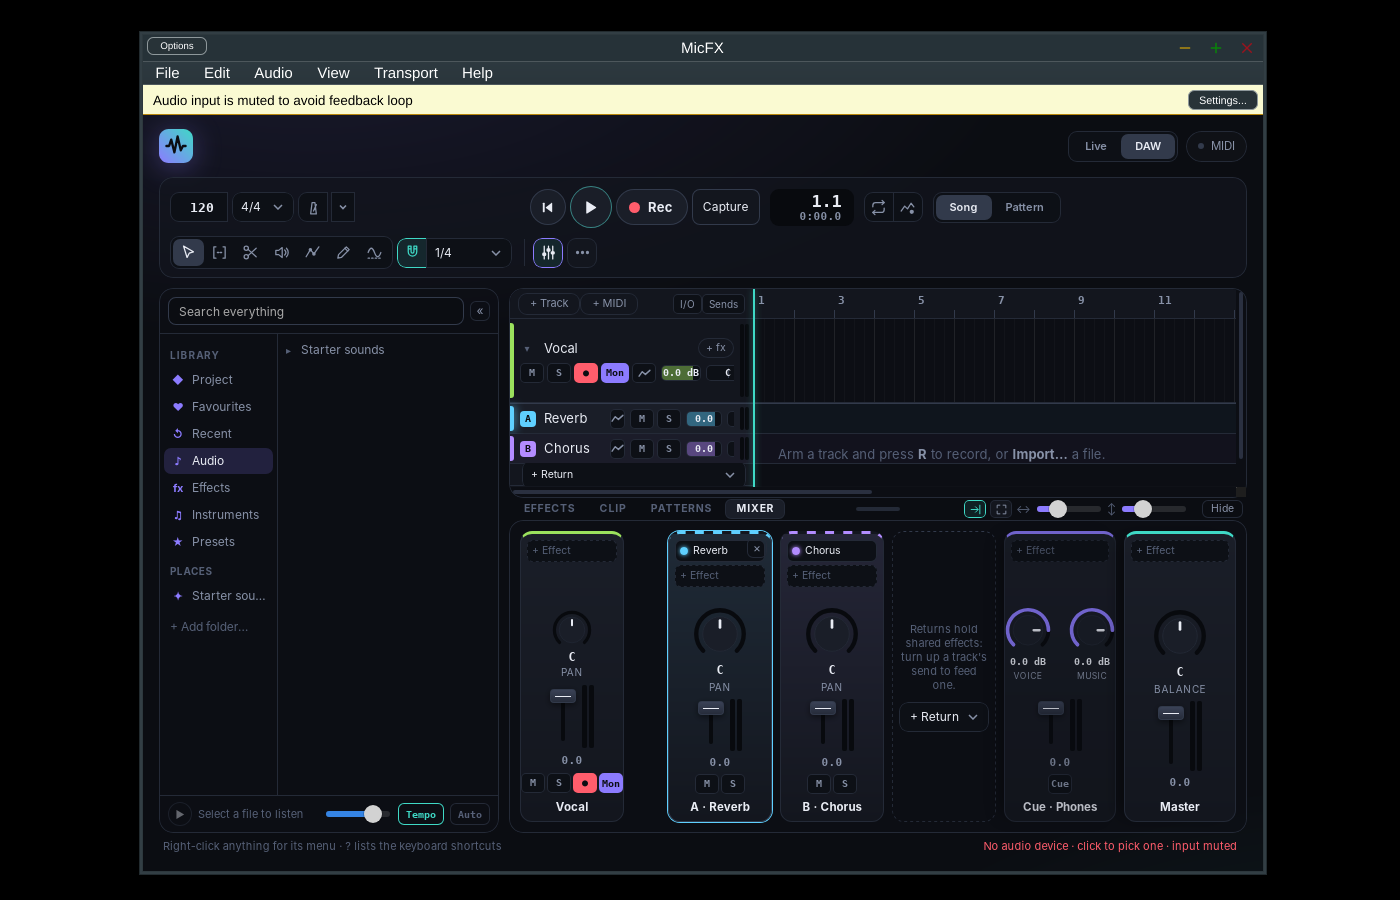 Options
MicFX
File Edit Audio View Transport Help
Audio input is muted to avoid feedback loop
Settings...
Live DAW MIDI
120 4/4
Rec Capture
1.1
0:00.0
Song Pattern
1/4
Search everything
«
LIBRARY
Project
Favourites
Recent
Audio
fx Effects
Instruments
Presets
PLACES
Starter sou...
+ Add folder...
Starter sounds
Select a file to listen
Tempo Auto
+ Track + MIDI I/O Sends
1 3 5 7 9 11
Vocal + fx
M S Mon 0.0 dB C
A Reverb M S 0.0
B Chorus M S 0.0
+ Return
Arm a track and press R to record, or Import... a file.
EFFECTS CLIP PATTERNS MIXER
Hide
+ Effect
C
PAN
0.0
M S Mon
Vocal
Reverb ×
+ Effect
C
PAN
0.0
M S
A · Reverb
Chorus
+ Effect
C
PAN
0.0
M S
B · Chorus
Returns hold
shared effects:
turn up a track's
send to feed
one.
+ Return
+ Effect
0.0 dB 0.0 dB
VOICE MUSIC
0.0
Cue
Cue · Phones
+ Effect
C
BALANCE
0.0
Master
Right-click anything for its menu · ? lists the keyboard shortcuts
No audio device · click to pick one · input muted